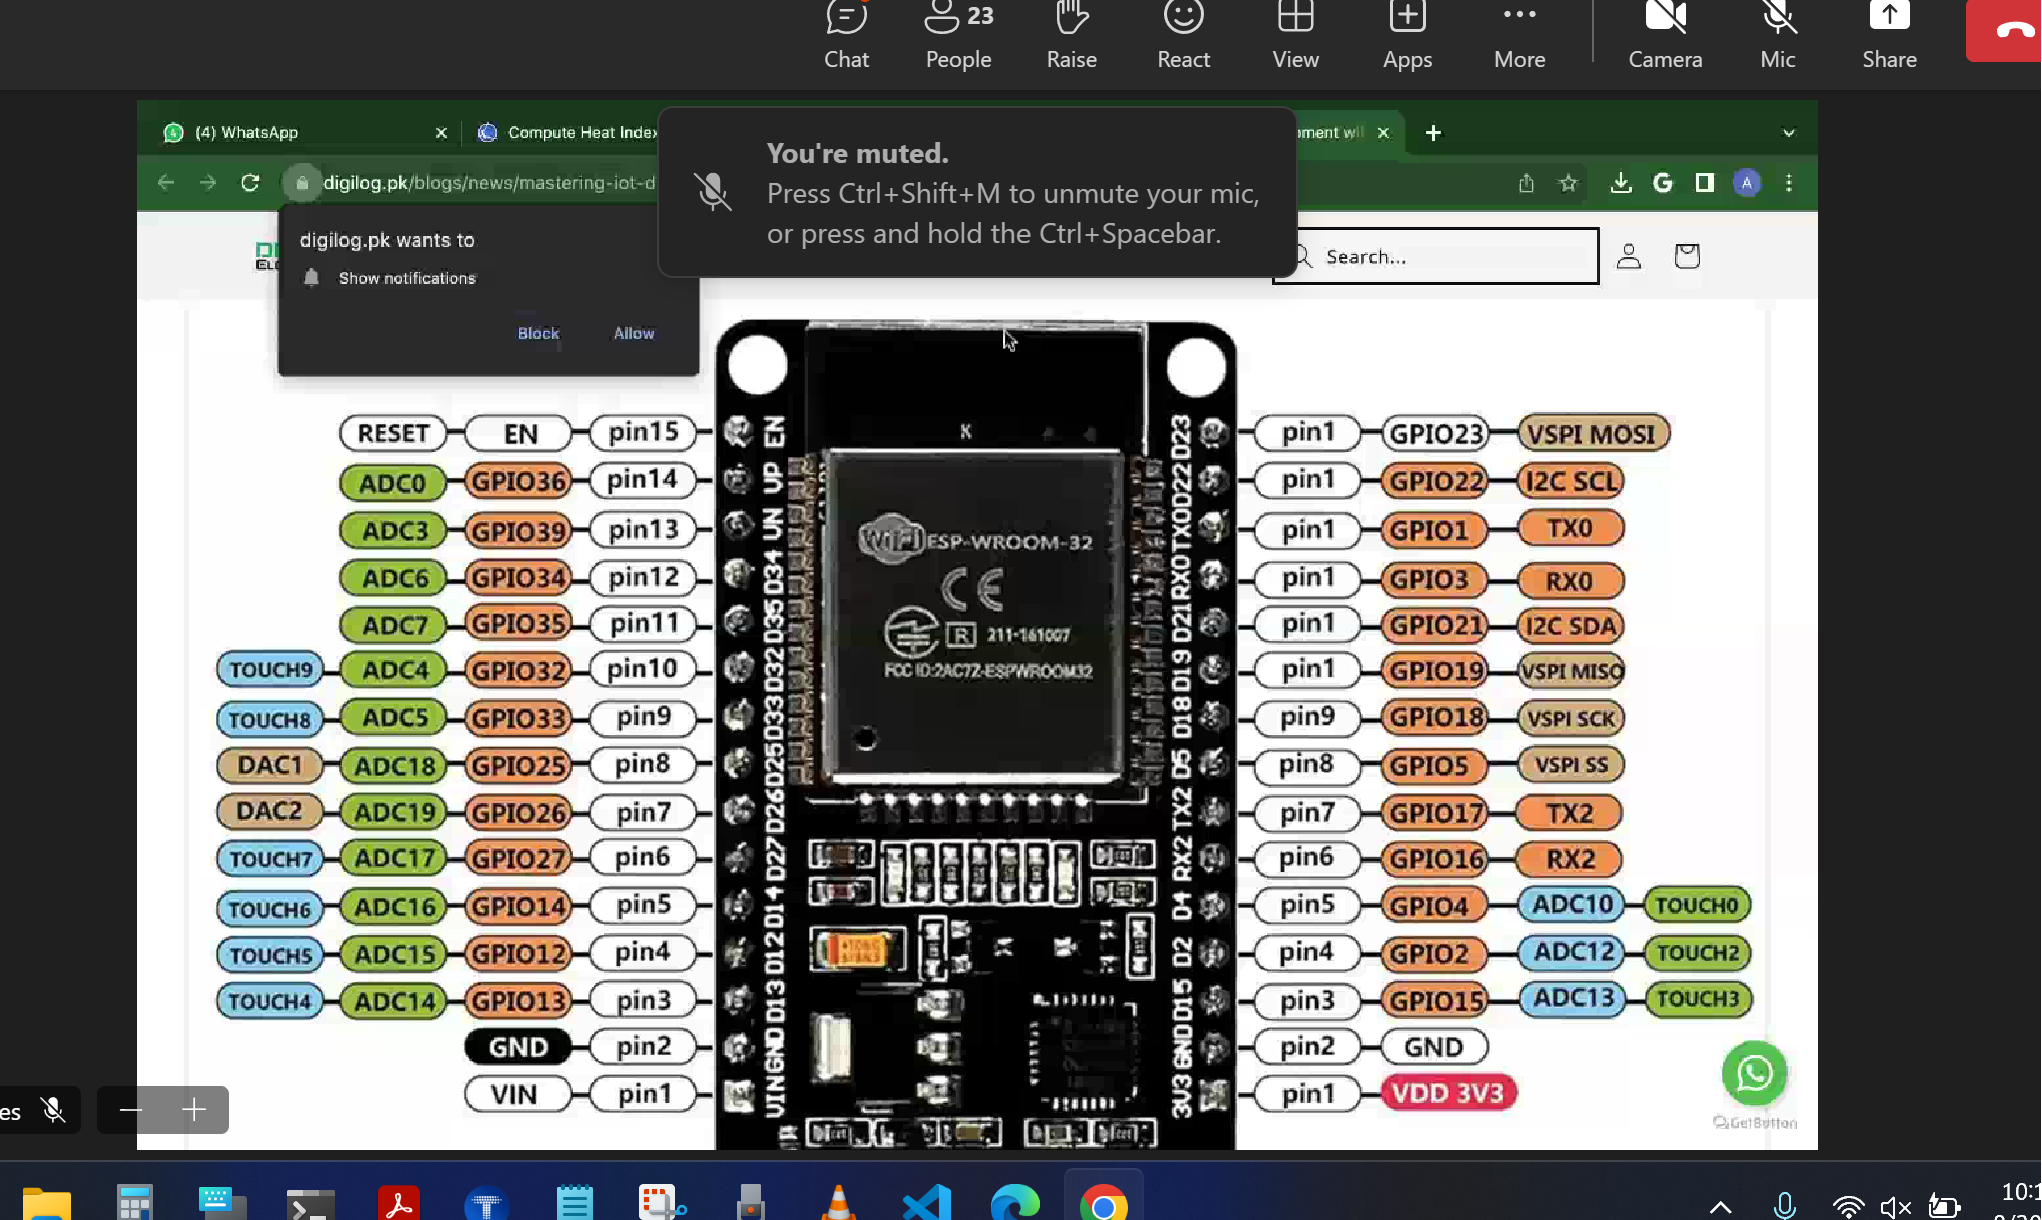 Chat
People 23
Raise
React
View
Apps
More
Camera
Mic
Share
(4) WhatsApp
Compute Heat Index
digilog.pk/blogs/news/mastering-iot-d
You're muted.
Press Ctrl+Shift+M to unmute your mic,
or press and hold the Ctrl+Spacebar.
digilog.pk wants to
Show notifications
Block Allow
Search...
A
RESET EN pin15 EN D23 pin1 GPIO23 VSPI MOSI
ADC0 GPIO36 pin14 VP D22 pin1 GPIO22 I2C SCL
ADC3 GPIO39 pin13 VN TX0 pin1 GPIO1 TX0
ADC6 GPIO34 pin12 D34 RX0 pin1 GPIO3 RX0
ADC7 GPIO35 pin11 D35 D21 pin1 GPIO21 I2C SDA
TOUCH9 ADC4 GPIO32 pin10 D32 D19 pin1 GPIO19 VSPI MISO
TOUCH8 ADC5 GPIO33 pin9 D33 D18 pin9 GPIO18 VSPI SCK
DAC1 ADC18 GPIO25 pin8 D25 D5 pin8 GPIO5 VSPI SS
DAC2 ADC19 GPIO26 pin7 D26 TX2 pin7 GPIO17 TX2
TOUCH7 ADC17 GPIO27 pin6 D27 RX2 pin6 GPIO16 RX2
TOUCH6 ADC16 GPIO14 pin5 D14 D4 pin5 GPIO4 ADC10 TOUCH0
TOUCH5 ADC15 GPIO12 pin4 D12 D2 pin4 GPIO2 ADC12 TOUCH2
TOUCH4 ADC14 GPIO13 pin3 D13 D15 pin3 GPIO15 ADC13 TOUCH3
GND pin2 GND GND pin2 GND
VIN pin1 VIN 3V3 pin1 VDD 3V3
WiFi ESP-WROOM-32
CE
R 211-161007
FCC ID:2AC7Z-ESPWROOM32
GetButton
es